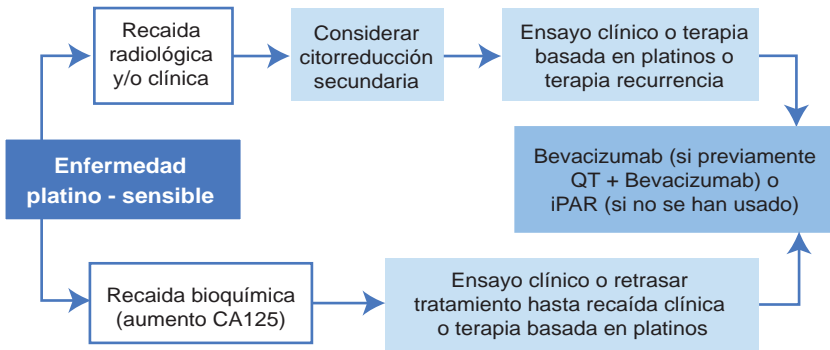 Recaida
radiológica
y/o clínica
Considerar
citorreducción
secundaria
Ensayo clínico o terapia
basada en platinos o
terapia recurrencia
Enfermedad
platino - sensible
Bevacizumab (si previamente
QT + Bevacizumab) o
iPAR (si no se han usado)
Recaida bioquímica
(aumento CA125)
Ensayo clínico o retrasar
tratamiento hasta recaída clínica
o terapia basada en platinos